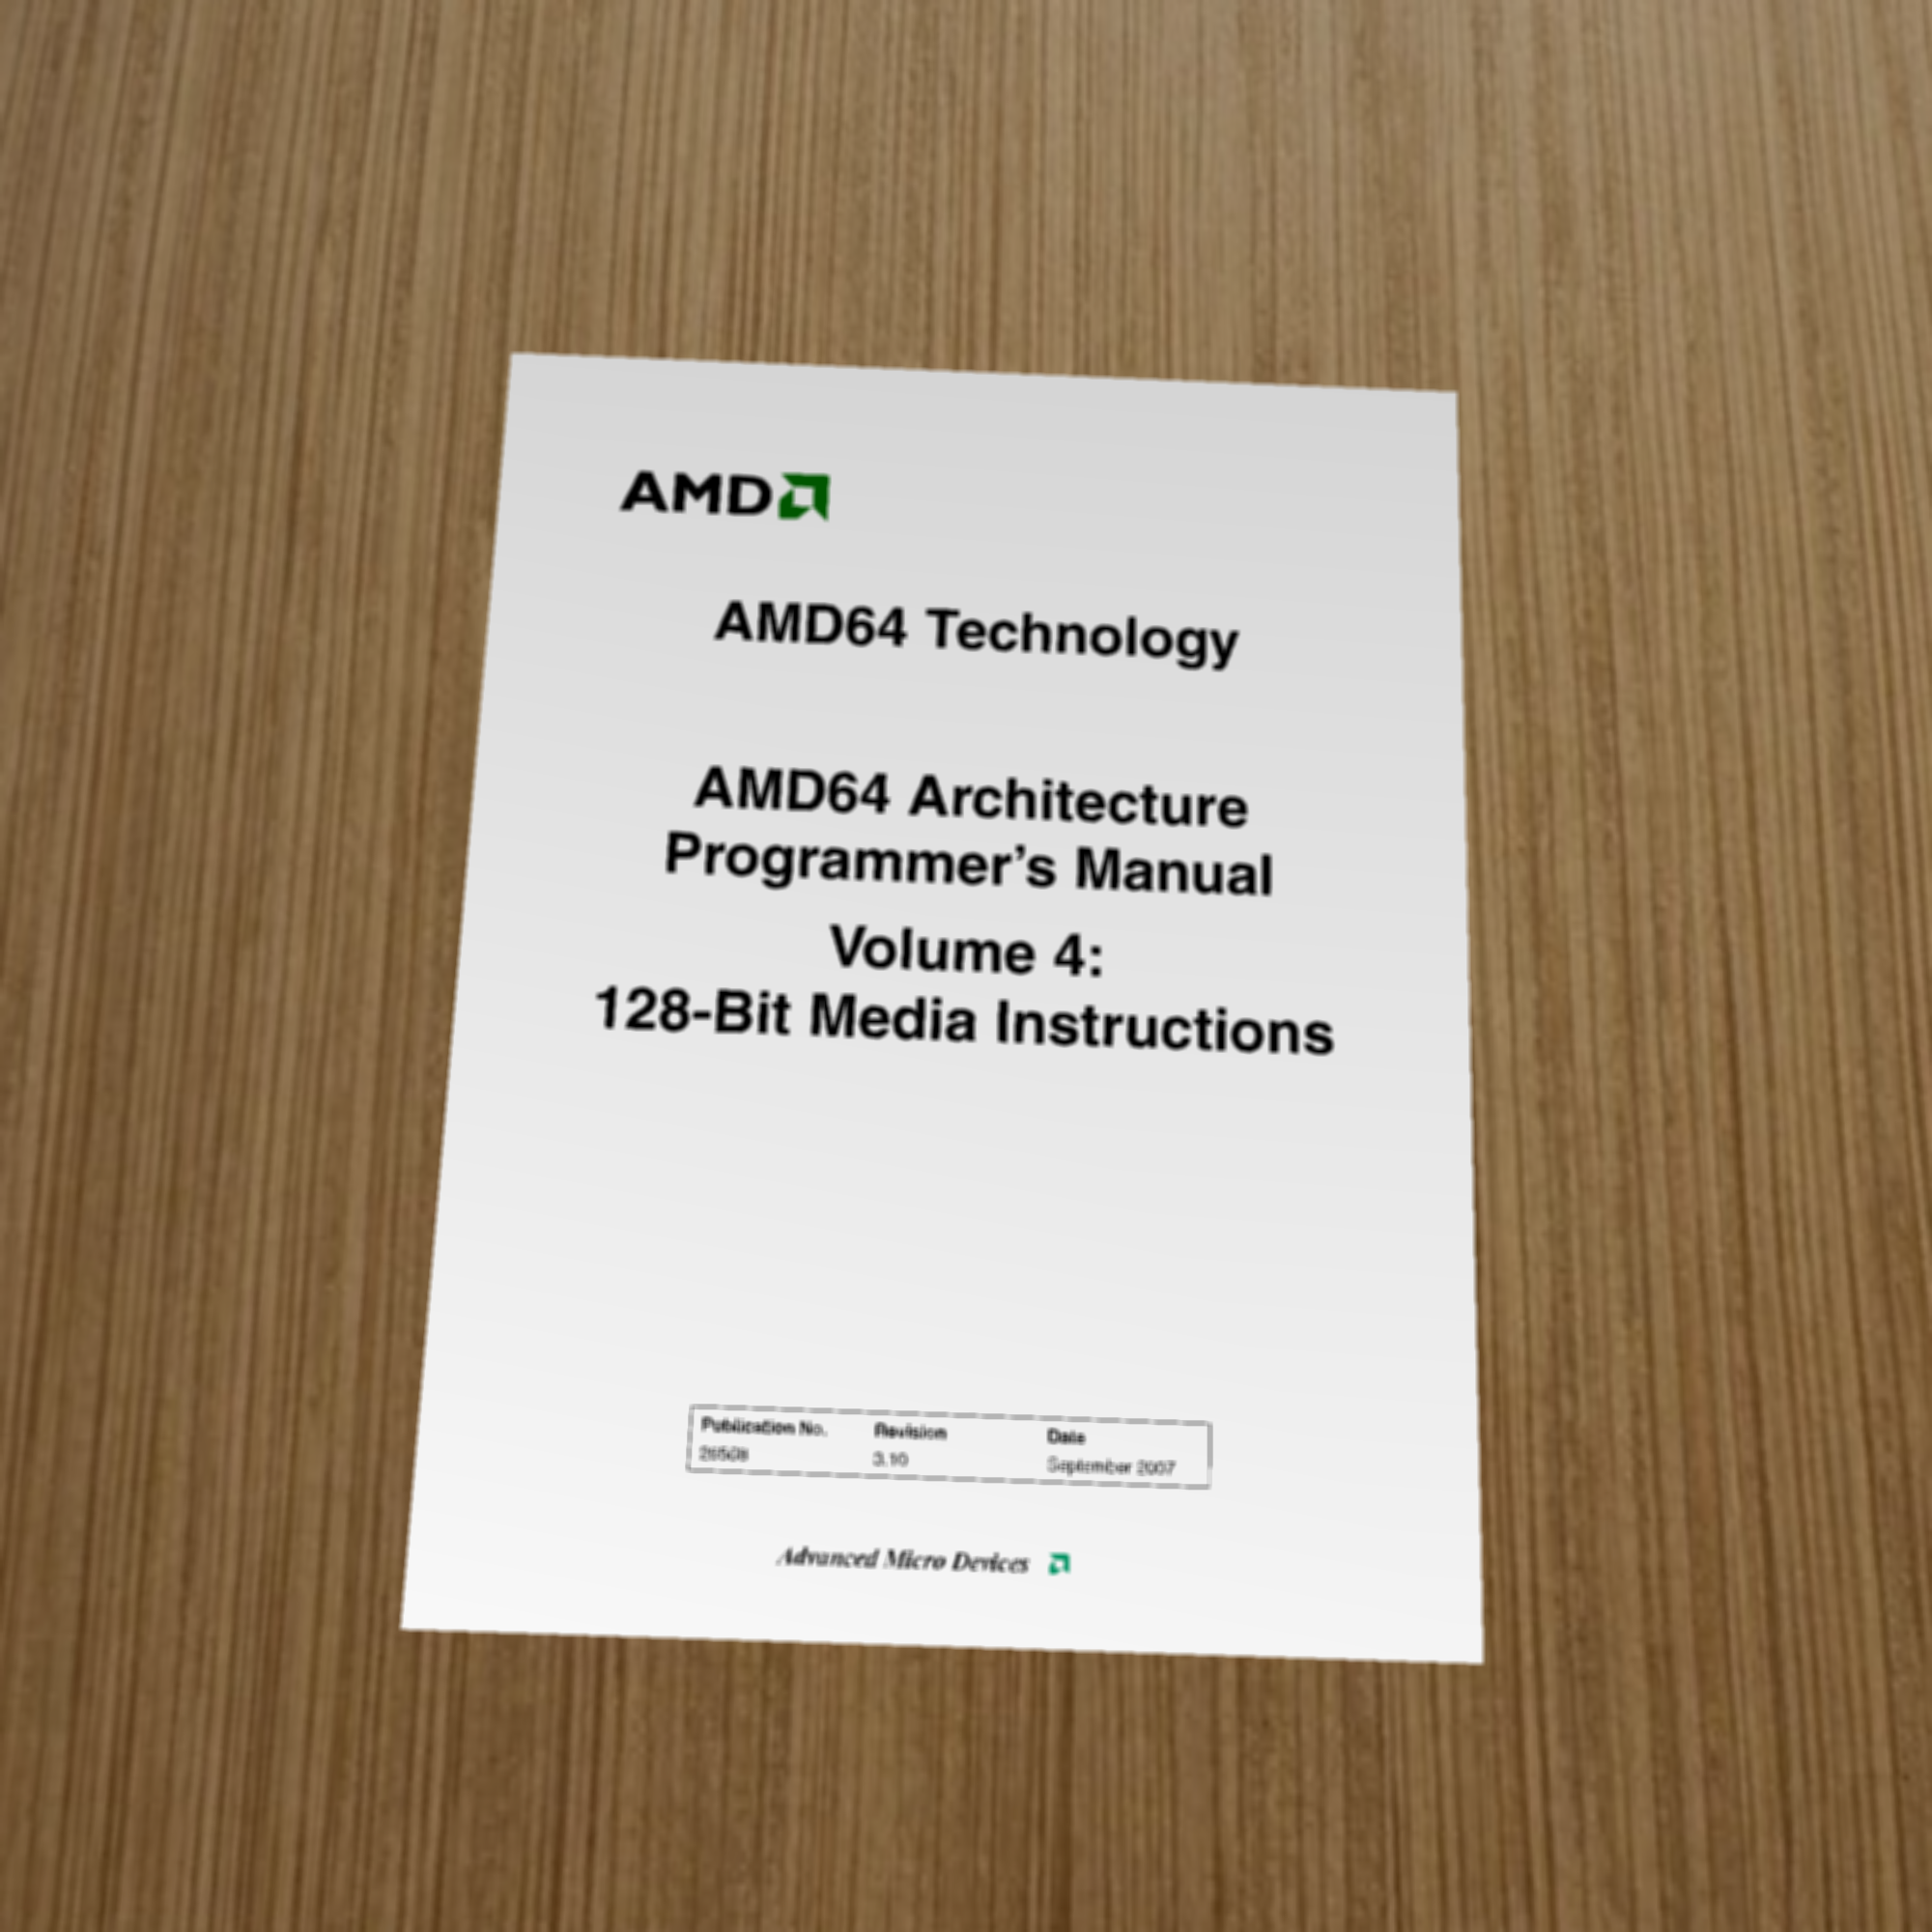 AMD
AMD64 Technology
AMD64 Architecture
Programmer’s Manual
Volume 4:
128-Bit Media Instructions
Publication No. Revision Date
3.10 September 2007
Advanced Micro Devices